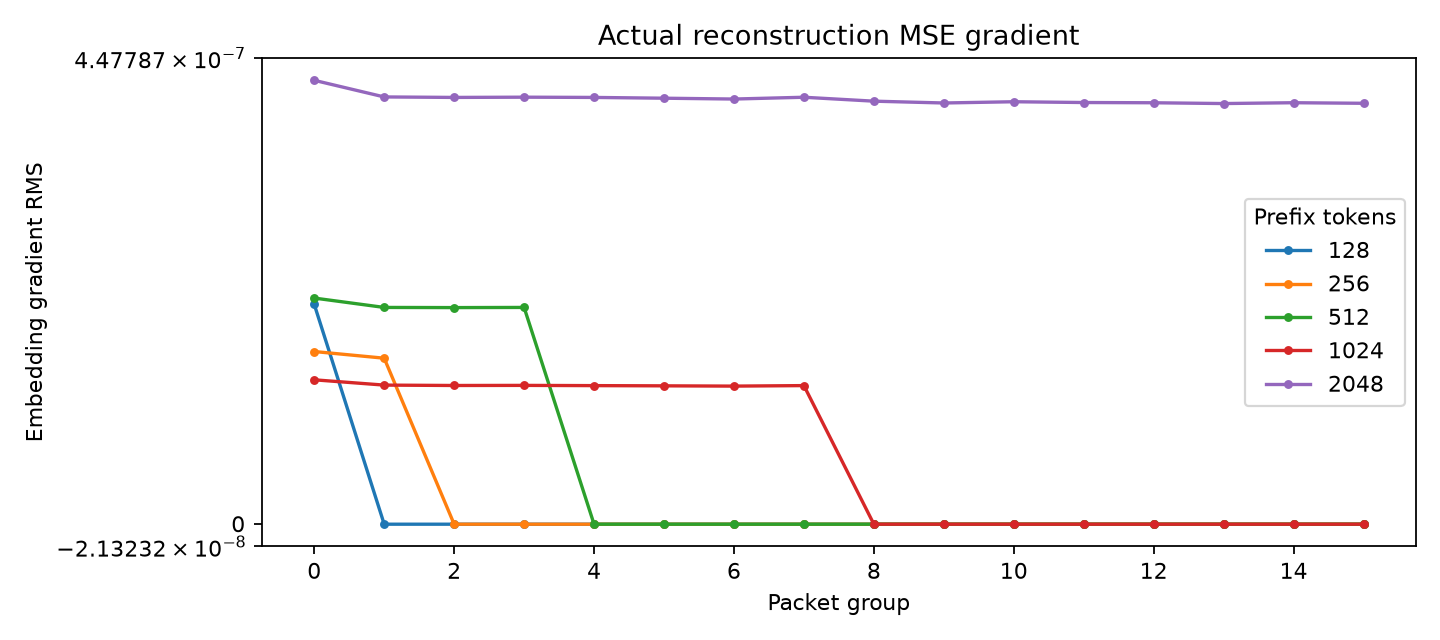 Actual reconstruction MSE gradient
4.47787 × 10⁻⁷
0
−2.13232 × 10⁻⁸
Embedding gradient RMS
Prefix tokens
128
256
512
1024
2048
0 2 4 6 8 10 12 14
Packet group